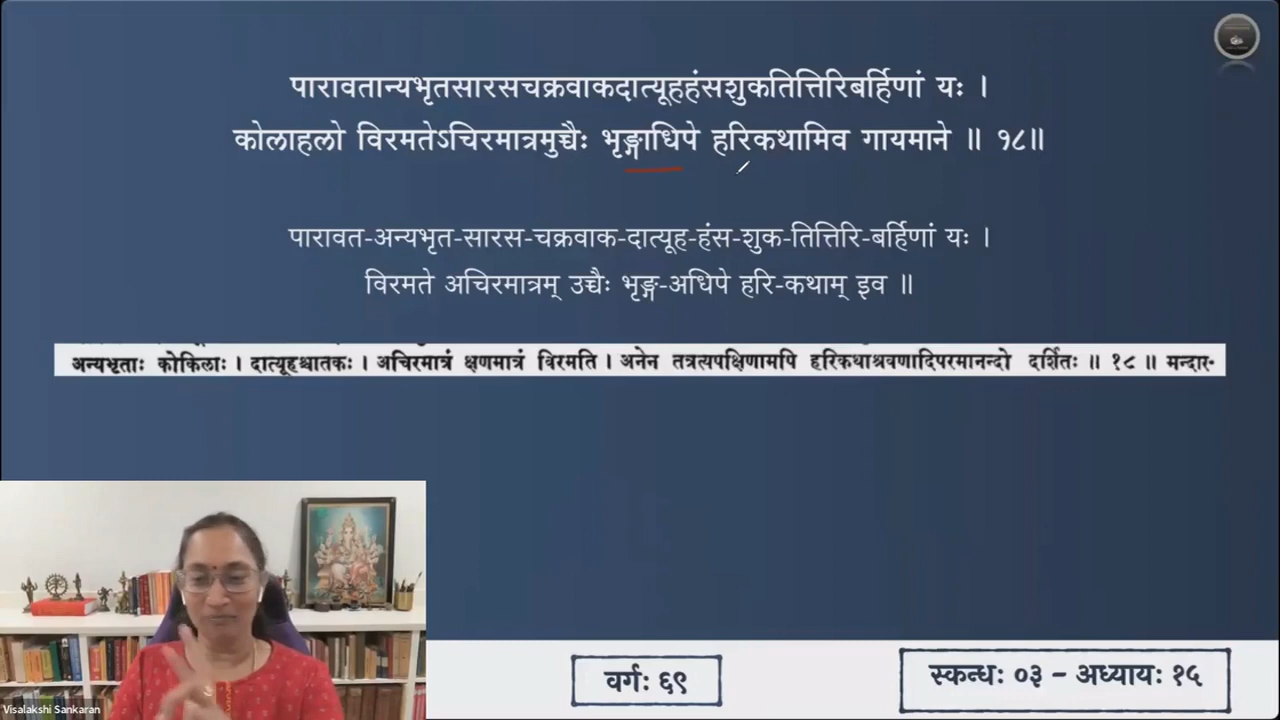 पारावतान्यभृतसारसचक्रवाकदात्यूहहंसशुकतित्तिरिबर्हिणां यः ।
कोलाहलो विरमतेऽचिरमात्रमुच्चैः भृङ्गाधिपे हरिकथामिव गायमाने ॥ १८॥
पारावत-अन्यभृत-सारस-चक्रवाक-दात्यूह-हंस-शुक-तित्तिरि-बर्हिणां यः ।
विरमते अचिरमात्रम् उच्चैः भृङ्ग-अधिपे हरि-कथाम् इव ॥
अन्यभृताः कोकिलाः । दात्यूहश्चातकः । अचिरमात्रं क्षणमात्रं विरमति । अनेन तत्रत्यपक्षिणामपि हरिकथाश्रवणादिपरमानन्दो दर्शितः ॥ १८ ॥ मन्दार-
Visalakshi Sankaran
वर्गः ६९
स्कन्धः ०३ - अध्यायः १५